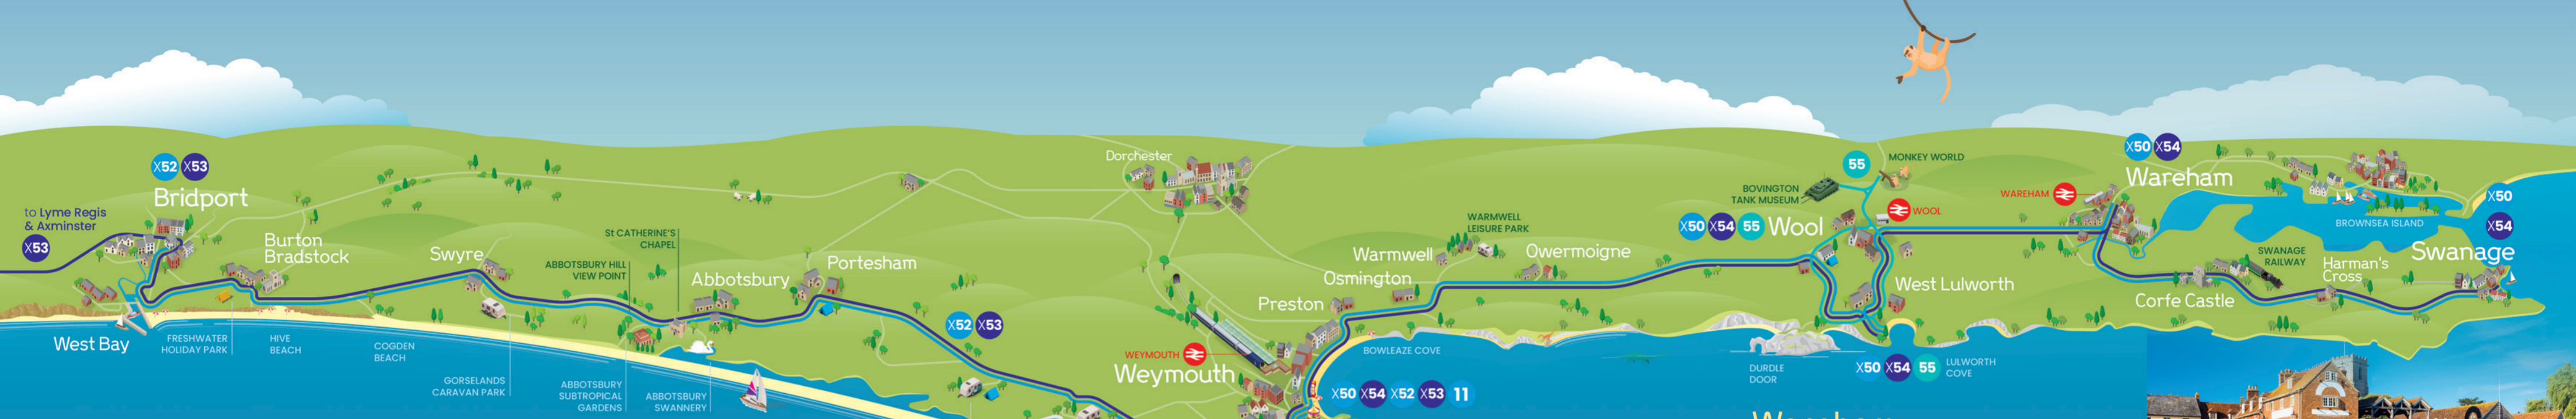 X52 X53
Bridport
to Lyme Regis
& Axminster
X53
West Bay
Burton
Bradstock
FRESHWATER
HOLIDAY PARK
HIVE
BEACH
COGDEN
BEACH
Swyre
GORSELANDS
CARAVAN PARK
ABBOTSBURY HILL
VIEW POINT
St CATHERINE'S
CHAPEL
ABBOTSBURY
SUBTROPICAL
GARDENS
ABBOTSBURY
SWANNERY
Abbotsbury
Portesham
X52 X53
Dorchester
WEYMOUTH
Weymouth
Preston
Osmington
Warmwell
WARMWELL
LEISURE PARK
Owermoigne
BOWLEAZE COVE
X50 X54 X52 X53 11
BOVINGTON
TANK MUSEUM
55
MONKEY WORLD
X50 X54 55 Wool
WOOL
West Lulworth
DURDLE
DOOR
X50 X54 55
LULWORTH
COVE
WAREHAM
X50 X54
Wareham
Corfe Castle
SWANAGE
RAILWAY
Harman's
Cross
BROWNSEA ISLAND
X50
X54
Swanage